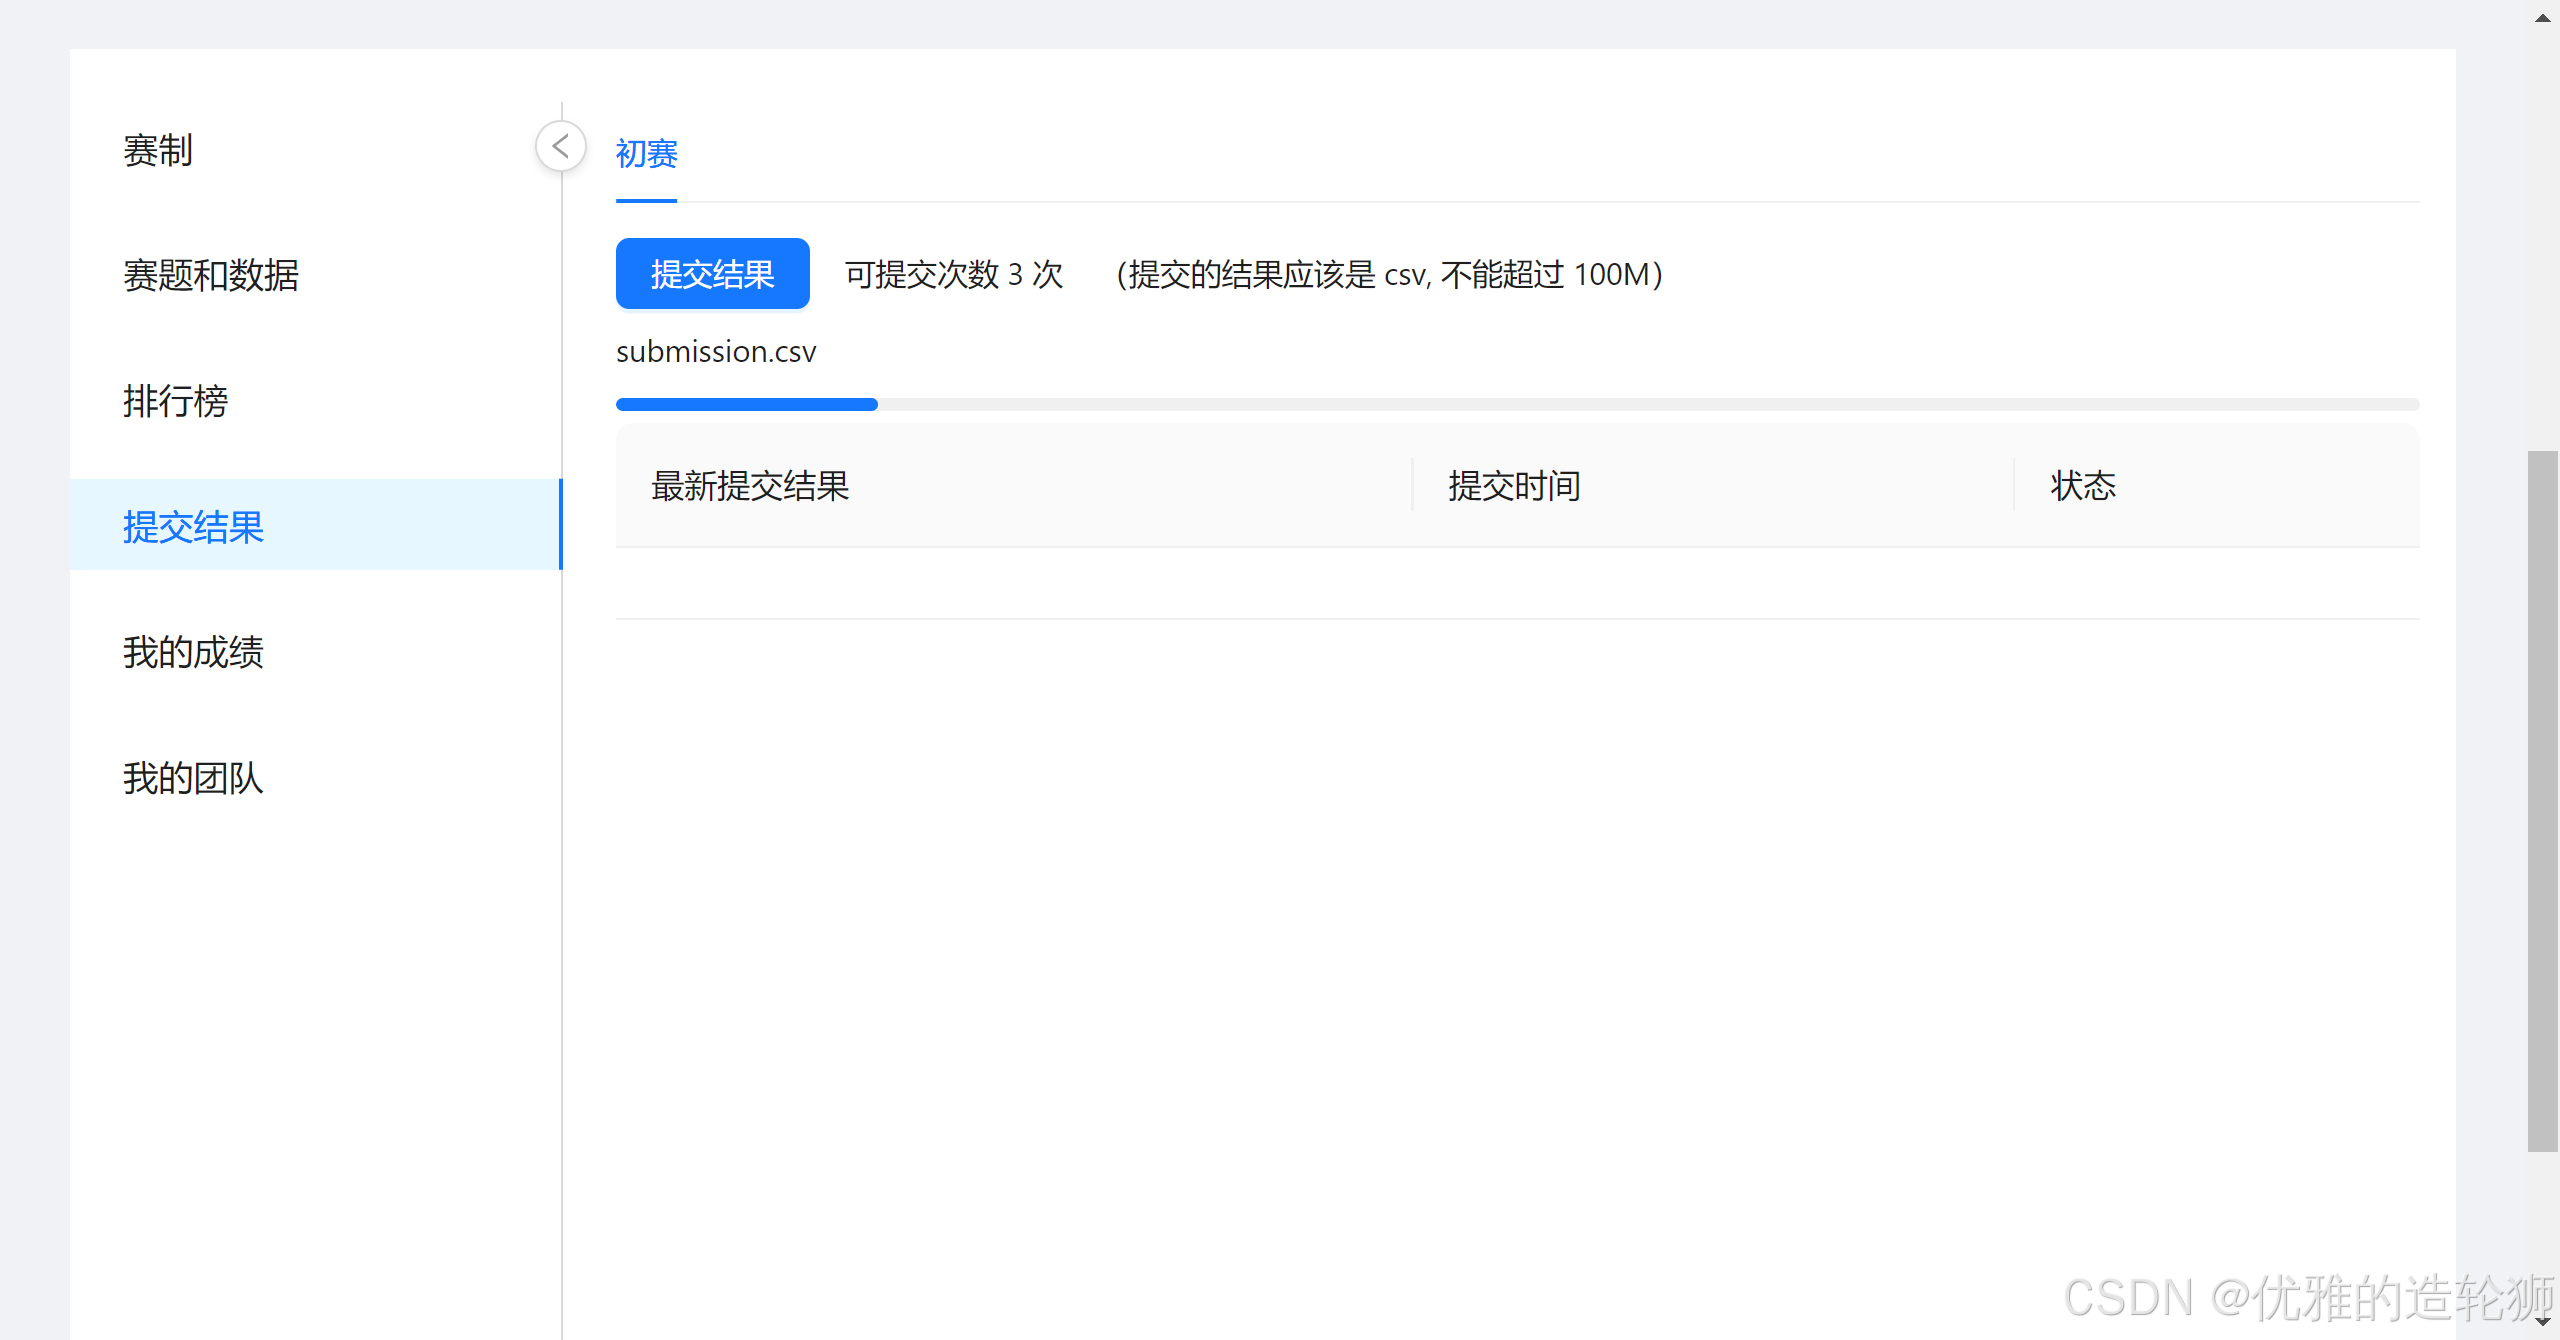 赛制
赛题和数据
排行榜
提交结果
我的成绩
我的团队
初赛
提交结果 可提交次数 3 次 （提交的结果应该是 csv, 不能超过 100M）
submission.csv
最新提交结果 提交时间 状态
CSDN @优雅的造轮狮